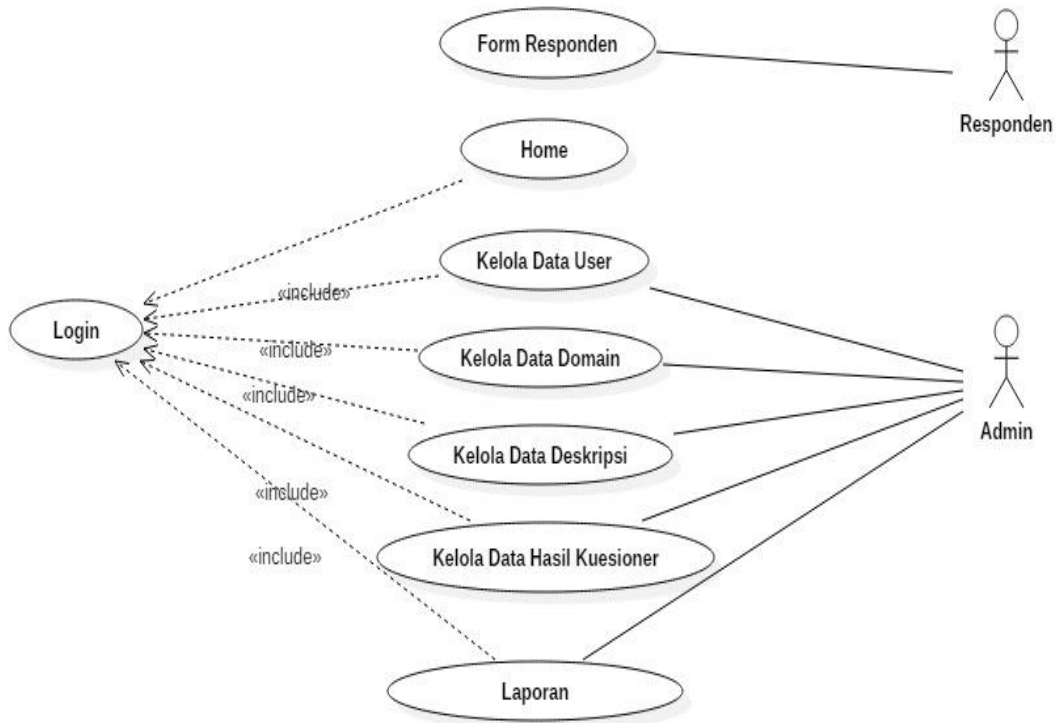 Form Responden
Responden
Home
Kelola Data User
«include»
Login
Kelola Data Domain
«include»
«include»
Admin
Kelola Data Deskripsi
«include»
Kelola Data Hasil Kuesioner
«include»
Laporan